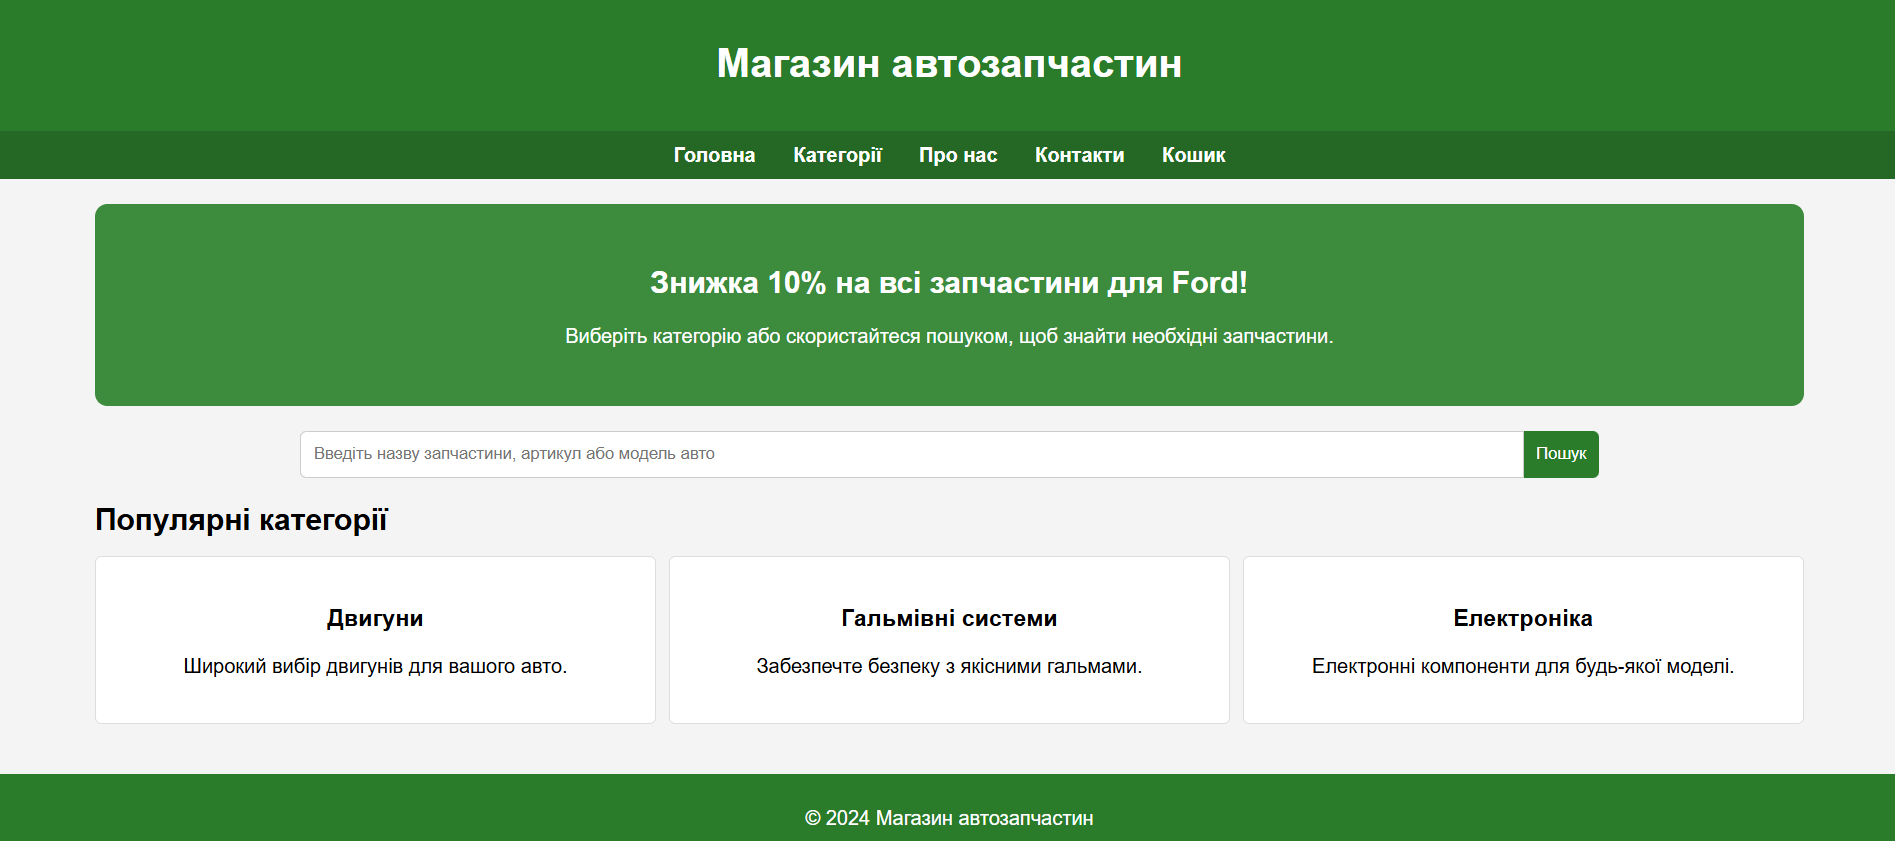 Магазин автозапчастин
Головна Категорії Про нас Контакти Кошик
Знижка 10% на всі запчастини для Ford!
Виберіть категорію або скористайтеся пошуком, щоб знайти необхідні запчастини.
Введіть назву запчастини, артикул або модель авто Пошук
Популярні категорії
Двигуни
Широкий вибір двигунів для вашого авто.
Гальмівні системи
Забезпечте безпеку з якісними гальмами.
Електроніка
Електронні компоненти для будь-якої моделі.
© 2024 Магазин автозапчастин